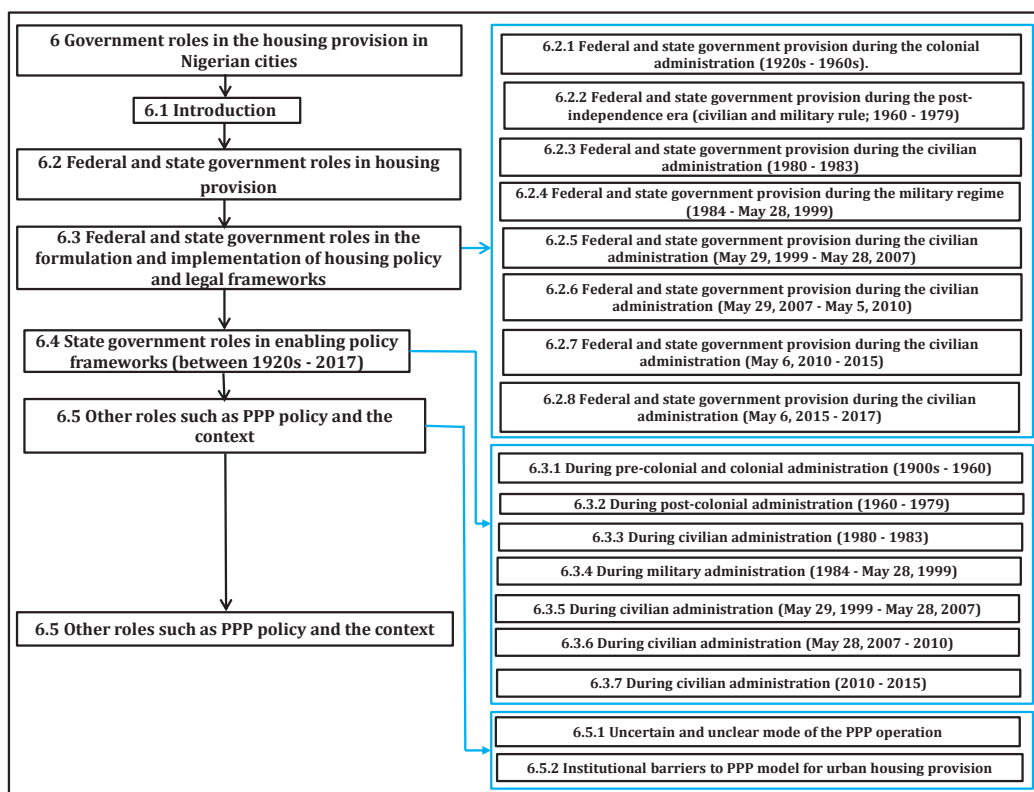 6 Government roles in the housing provision in
Nigerian cities
6.1 Introduction
6.2 Federal and state government roles in housing
provision
6.3 Federal and state government roles in the
formulation and implementation of housing policy
and legal frameworks
6.4 State government roles in enabling policy
frameworks (between 1920s - 2017)
6.5 Other roles such as PPP policy and the
context
6.5 Other roles such as PPP policy and the context
6.2.1 Federal and state government provision during the colonial
administration (1920s - 1960s).
6.2.2 Federal and state government provision during the post-
independence era (civilian and military rule; 1960 - 1979)
6.2.3 Federal and state government provision during the civilian
administration (1980 - 1983)
6.2.4 Federal and state government provision during the military regime
(1984 - May 28, 1999)
6.2.5 Federal and state government provision during the civilian
administration (May 29, 1999 - May 28, 2007)
6.2.6 Federal and state government provision during the civilian
administration (May 29, 2007 - May 5, 2010)
6.2.7 Federal and state government provision during the civilian
administration (May 6, 2010 - 2015)
6.2.8 Federal and state government provision during the civilian
administration (May 6, 2015 - 2017)
6.3.1 During pre-colonial and colonial administration (1900s - 1960)
6.3.2 During post-colonial administration (1960 - 1979)
6.3.3 During civilian administration (1980 - 1983)
6.3.4 During military administration (1984 - May 28, 1999)
6.3.5 During civilian administration (May 29, 1999 - May 28, 2007)
6.3.6 During civilian administration (May 28, 2007 - 2010)
6.3.7 During civilian administration (2010 - 2015)
6.5.1 Uncertain and unclear mode of the PPP operation
6.5.2 Institutional barriers to PPP model for urban housing provision